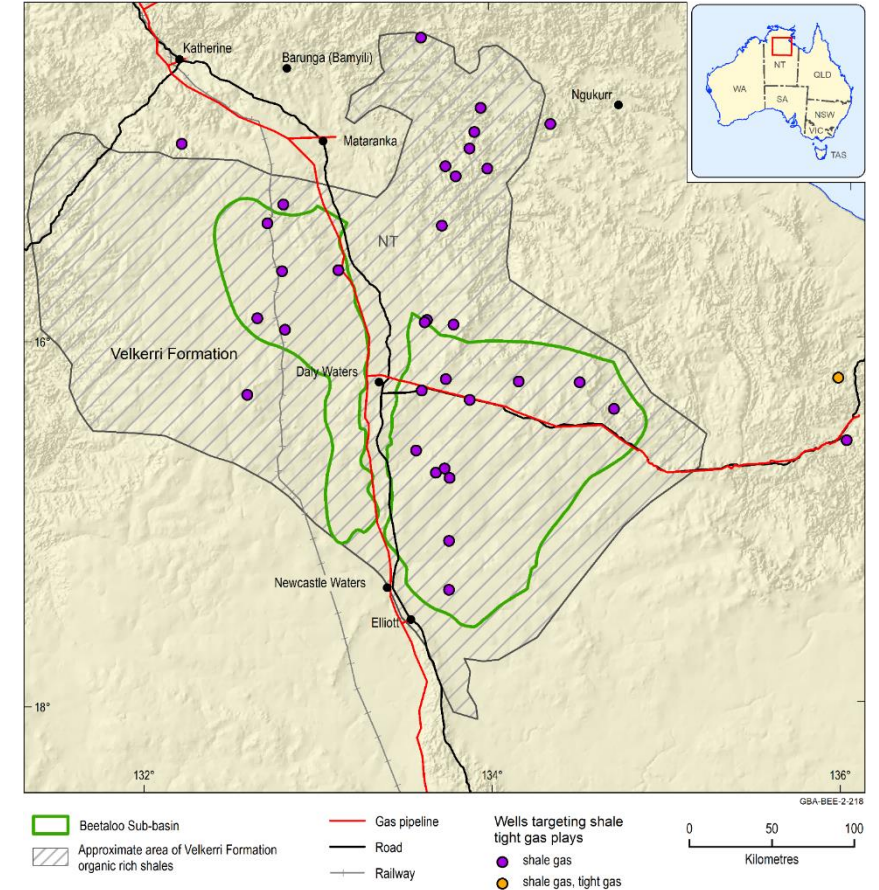 Katherine
Barunga (Bamyili)
Ngukurr
Mataranka
NT
WA
NT
QLD
SA
NSW
VIC
TAS
16°
Velkerri Formation
Daly Waters
Newcastle Waters
Elliott
18°
132°
134°
136°
GBA-BEE-2-218
Beetaloo Sub-basin
Approximate area of Velkerri Formation
organic rich shales
Gas pipeline
Road
Railway
Wells targeting shale
tight gas plays
shale gas
shale gas, tight gas
0 50 100
Kilometres